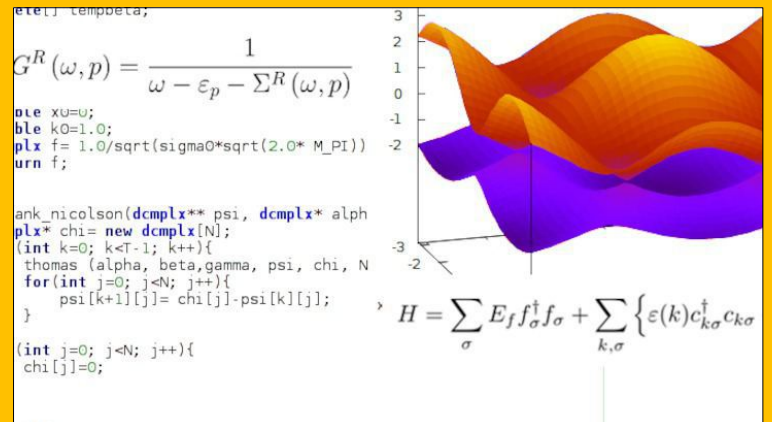 ete[] tempbeta;
G^R (ω, p) = 1 / (ω − ε_p − Σ^R (ω, p))
ble x0=0;
ble k0=1.0;
plx f= 1.0/sqrt(sigma0*sqrt(2.0* M_PI))
urn f;
ank_nicolson(dcmplx** psi, dcmplx* alph
plx* chi= new dcmplx[N];
(int k=0; k<T-1; k++){
thomas (alpha, beta,gamma, psi, chi, N
for(int j=0; j<N; j++){
psi[k+1][j]= chi[j]-psi[k][j];
}
(int j=0; j<N; j++){
chi[j]=0;
3
2
1
0
-1
-2
-3
-2
H = ∑_σ E_f f†_σ f_σ + ∑_{k,σ} {ε(k)c†_{kσ} c_{kσ}